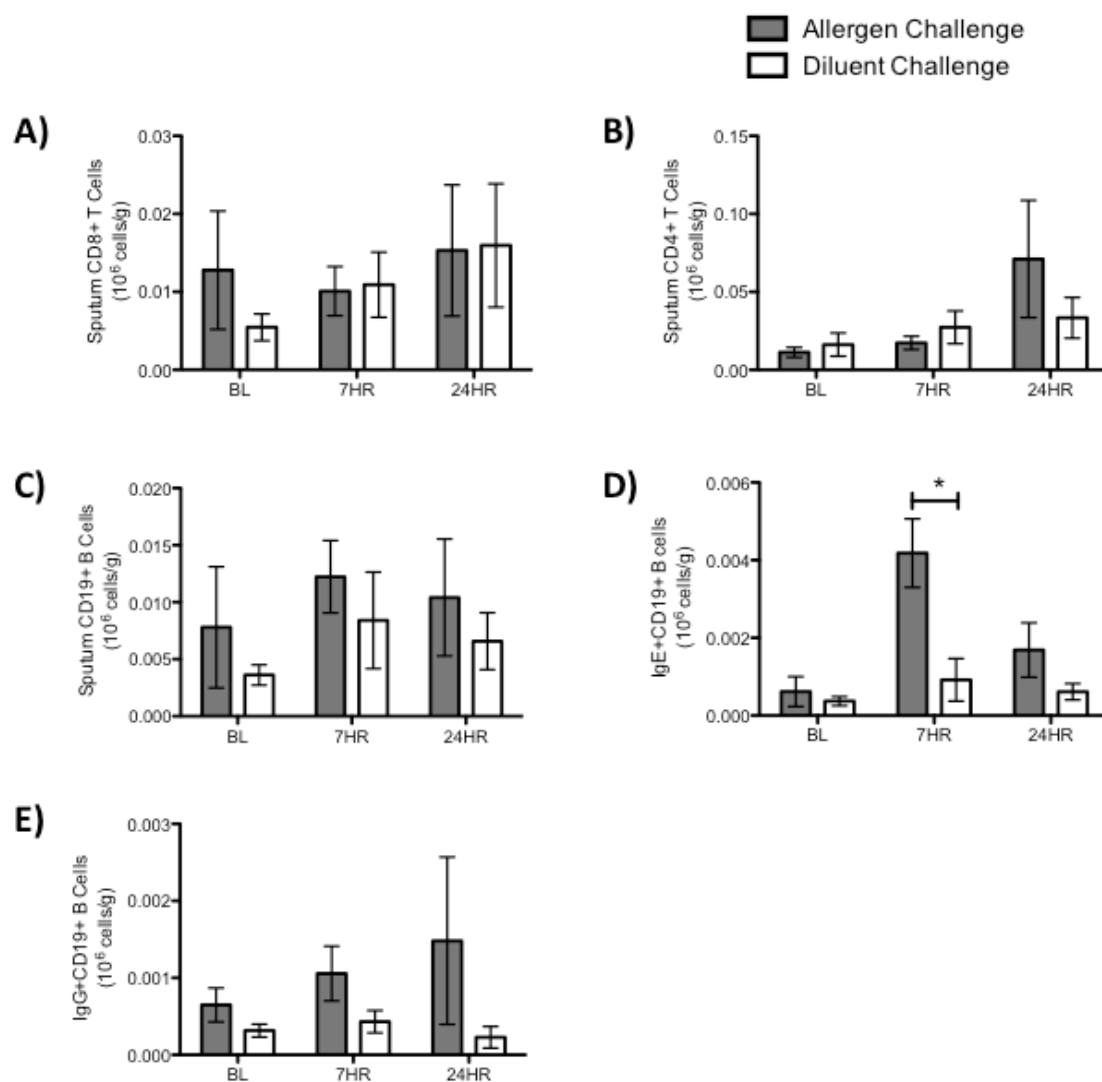 Allergen Challenge
Diluent Challenge
A)
Sputum CD8+ T Cells
(10⁶ cells/g)
0.03
0.02
0.01
0.00
BL
7HR
24HR
B)
Sputum CD4+ T Cells
(10⁶ cells/g)
0.15
0.10
0.05
0.00
BL
7HR
24HR
C)
Sputum CD19+ B Cells
(10⁶ cells/g)
0.020
0.015
0.010
0.005
0.000
BL
7HR
24HR
D)
IgE+CD19+ B cells
(10⁶ cells/g)
0.006
0.004
0.002
0.000
*
BL
7HR
24HR
E)
IgG+CD19+ B Cells
(10⁶ cells/g)
0.003
0.002
0.001
0.000
BL
7HR
24HR